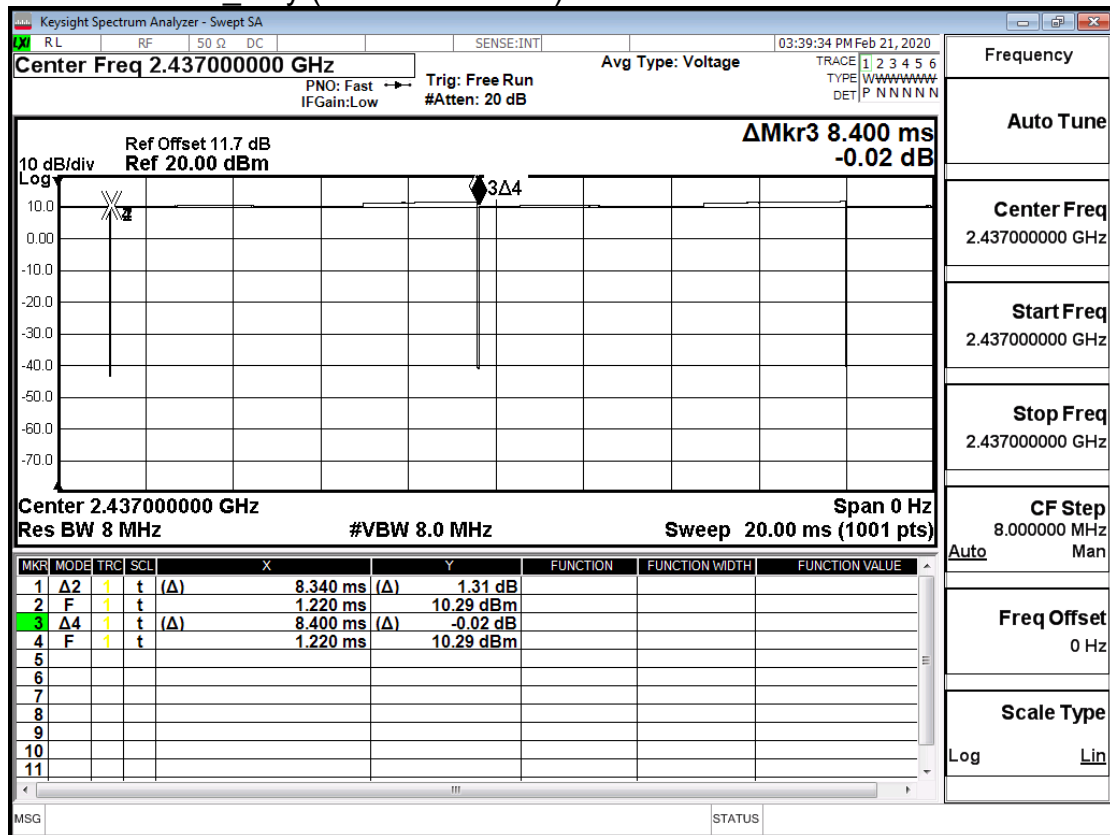 Keysight Spectrum Analyzer - Swept SA
LXI RL RF 50 Ω DC SENSE:INT 03:39:34 PM Feb 21, 2020
Center Freq 2.437000000 GHz
PNO: Fast
IFGain:Low
Trig: Free Run
#Atten: 20 dB
Avg Type: Voltage
TRACE 1 2 3 4 5 6
TYPE WWWWWW
DET P N N N N N
ΔMkr3 8.400 ms
-0.02 dB
Ref Offset 11.7 dB
10 dB/div Ref 20.00 dBm
Log
3Δ4
10.0
0.00
-10.0
-20.0
-30.0
-40.0
-50.0
-60.0
-70.0
Center 2.437000000 GHz Span 0 Hz
Res BW 8 MHz #VBW 8.0 MHz Sweep 20.00 ms (1001 pts)
MKR MODE TRC SCL X Y FUNCTION FUNCTION WIDTH FUNCTION VALUE
1 Δ2 1 t (Δ) 8.340 ms (Δ) 1.31 dB
2 F 1 t 1.220 ms 10.29 dBm
3 Δ4 1 t (Δ) 8.400 ms (Δ) -0.02 dB
4 F 1 t 1.220 ms 10.29 dBm
5
6
7
8
9
10
11
MSG STATUS
Frequency
Auto Tune
Center Freq
2.437000000 GHz
Start Freq
2.437000000 GHz
Stop Freq
2.437000000 GHz
CF Step
8.000000 MHz
Auto Man
Freq Offset
0 Hz
Scale Type
Log Lin